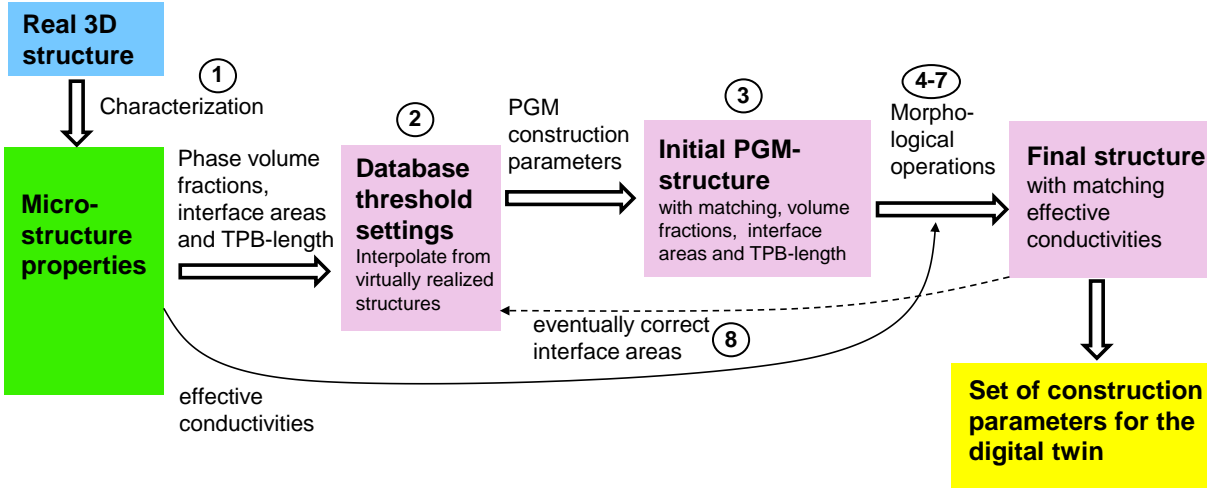 Real 3D
structure
1
Characterization
Micro-
structure
properties
Phase volume
fractions,
interface areas
and TPB-length
2
Database
threshold
settings
Interpolate from
virtually realized
structures
PGM
construction
parameters
3
Initial PGM-
structure
with matching, volume
fractions, interface
areas and TPB-length
4-7
Morpho-
logical
operations
Final structure
with matching
effective
conductivities
eventually correct
interface areas
8
effective
conductivities
Set of construction
parameters for the
digital twin